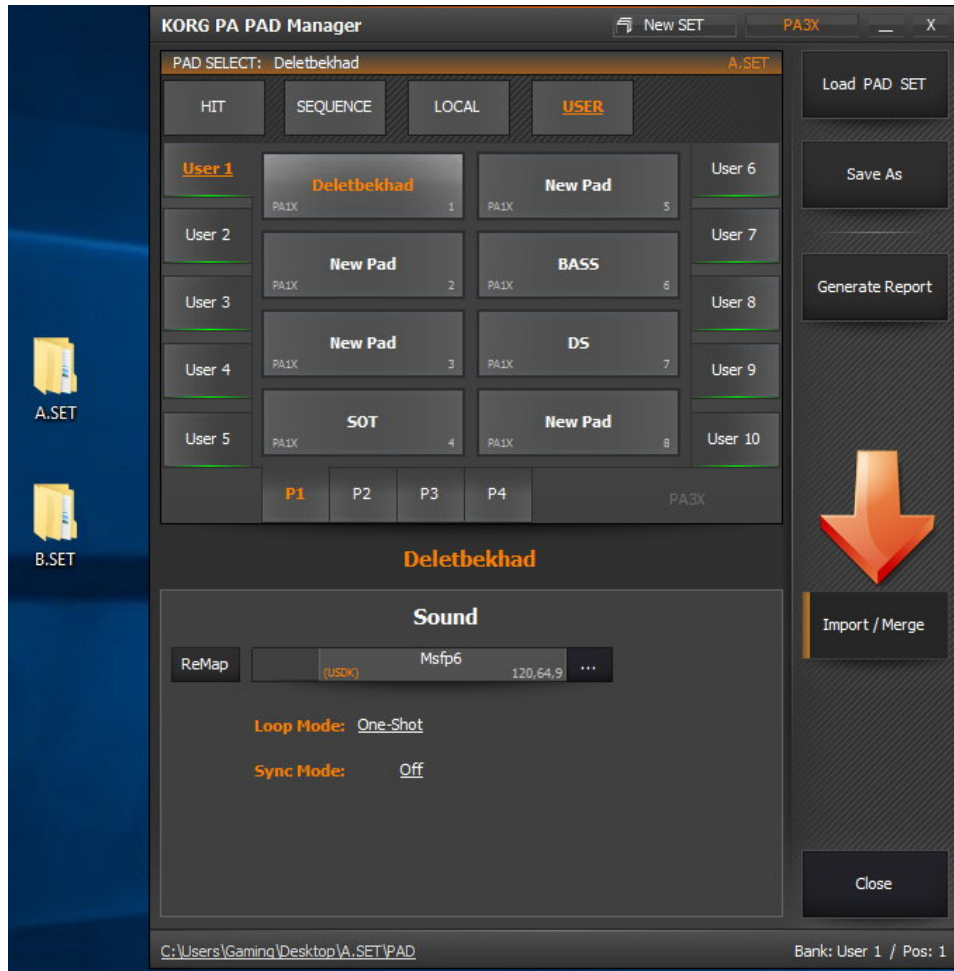 KORG PA PAD Manager
New SET
PA3X
X
PAD SELECT: Deletbekhad
A.SET
HIT
SEQUENCE
LOCAL
USER
Load PAD SET
Save As
Generate Report
Import / Merge
Close
User 1
User 2
User 3
User 4
User 5
Deletbekhad
PA1X 1
New Pad
PA1X 2
New Pad
PA1X 3
SOT
PA1X 4
New Pad
PA1X 5
BASS
PA1X 6
DS
PA1X 7
New Pad
PA1X 8
User 6
User 7
User 8
User 9
User 10
P1 P2 P3 P4
PA3X
A.SET
B.SET
Deletbekhad
Sound
ReMap
Msfp6
(USDK) 120,64,9
...
Loop Mode: One-Shot
Sync Mode: Off
C:\Users\Gaming\Desktop\A.SET\PAD
Bank: User 1 / Pos: 1